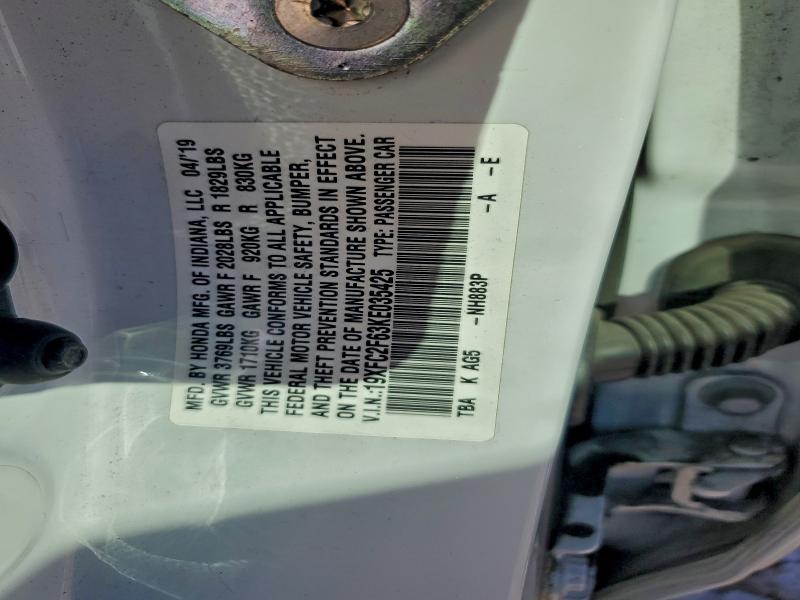 MFD. BY HONDA MFG. OF INDIANA, LLC 04/'19
GVWR 3769LBS GAWR F 2028LBS R 1829LBS
GVWR 1710KG GAWR F 920KG R 830KG
THIS VEHICLE CONFORMS TO ALL APPLICABLE
FEDERAL MOTOR VEHICLE SAFETY, BUMPER,
AND THEFT PREVENTION STANDARDS IN EFFECT
ON THE DATE OF MANUFACTURE SHOWN ABOVE.
V.I.N.:19XFC2F63KE035425 TYPE: PASSENGER CAR
TBA K AG5 -NH883P -A -E